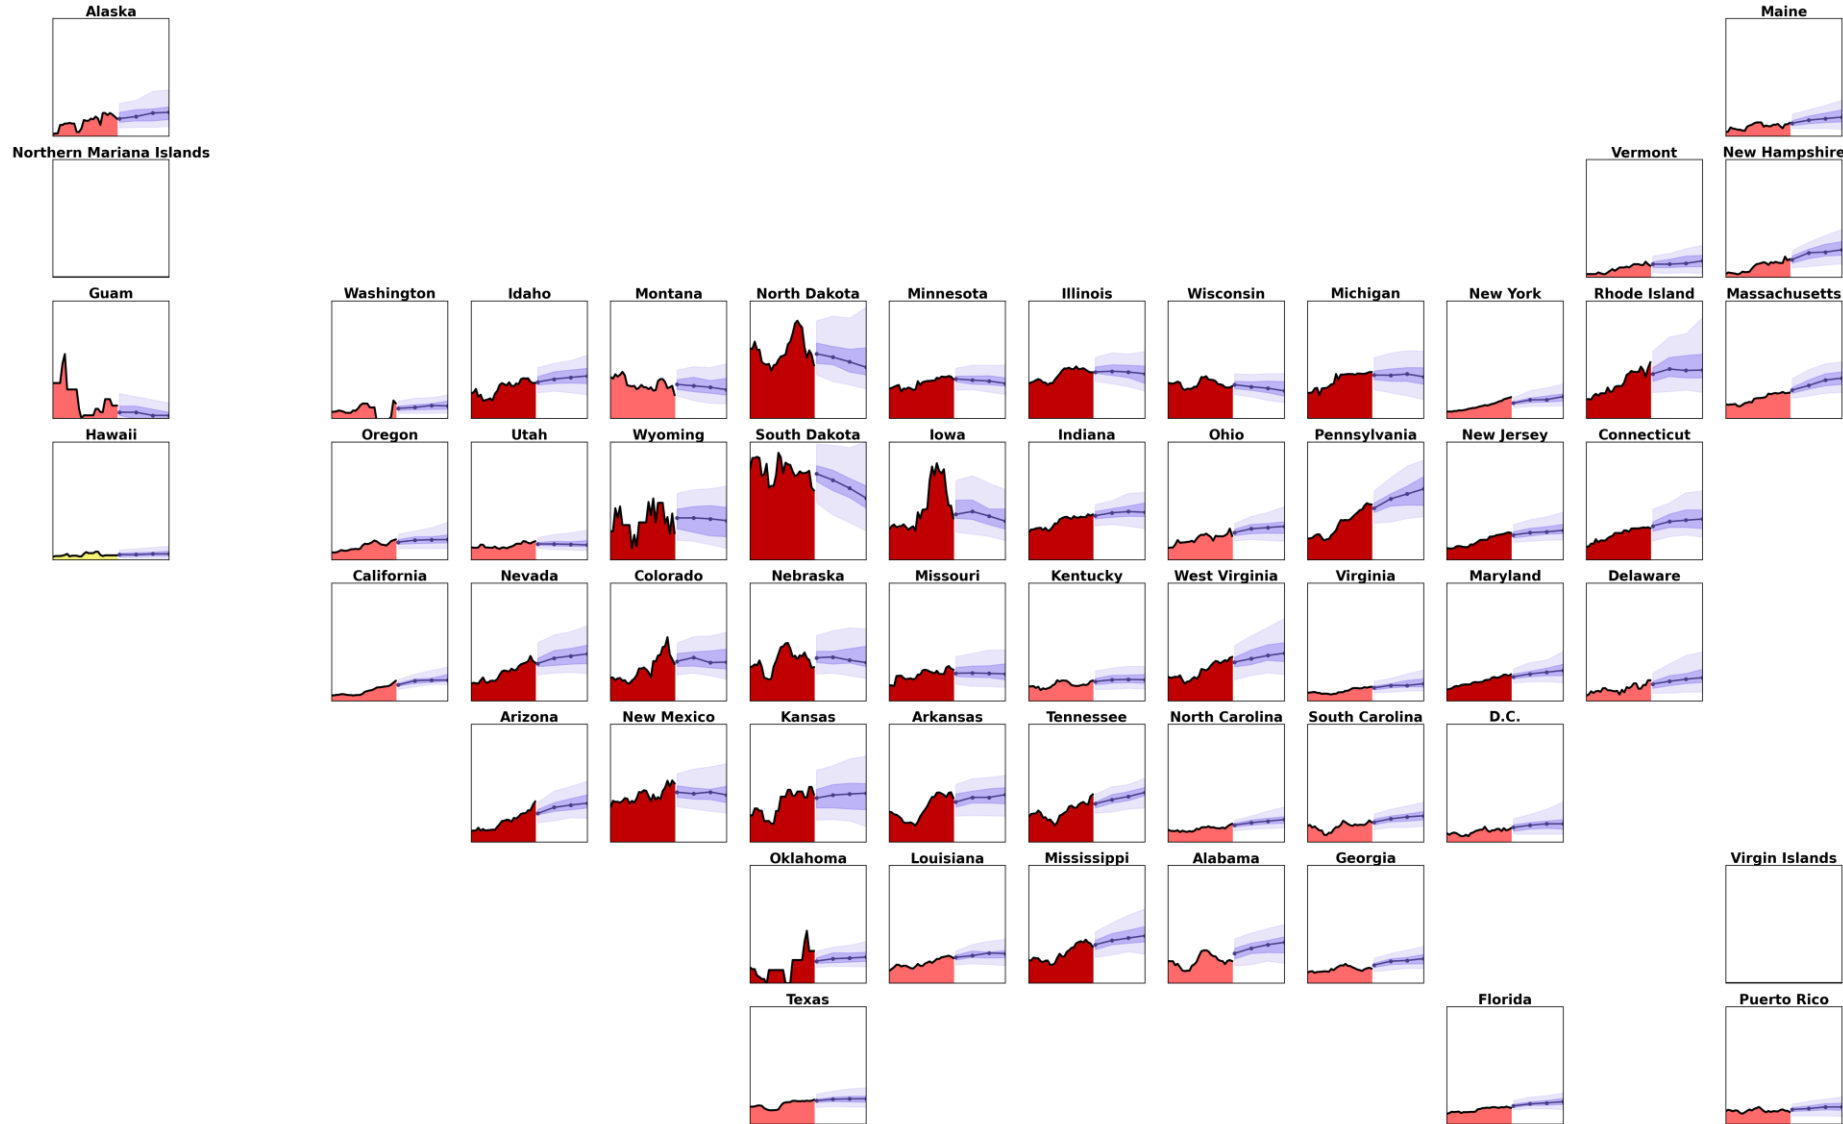 Alaska
Maine
Northern Mariana Islands
Vermont
New Hampshire
Guam
Washington
Idaho
Montana
North Dakota
Minnesota
Illinois
Wisconsin
Michigan
New York
Rhode Island
Massachusetts
Hawaii
Oregon
Utah
Wyoming
South Dakota
Iowa
Indiana
Ohio
Pennsylvania
New Jersey
Connecticut
California
Nevada
Colorado
Nebraska
Missouri
Kentucky
West Virginia
Virginia
Maryland
Delaware
Arizona
New Mexico
Kansas
Arkansas
Tennessee
North Carolina
South Carolina
D.C.
Oklahoma
Louisiana
Mississippi
Alabama
Georgia
Virgin Islands
Texas
Florida
Puerto Rico